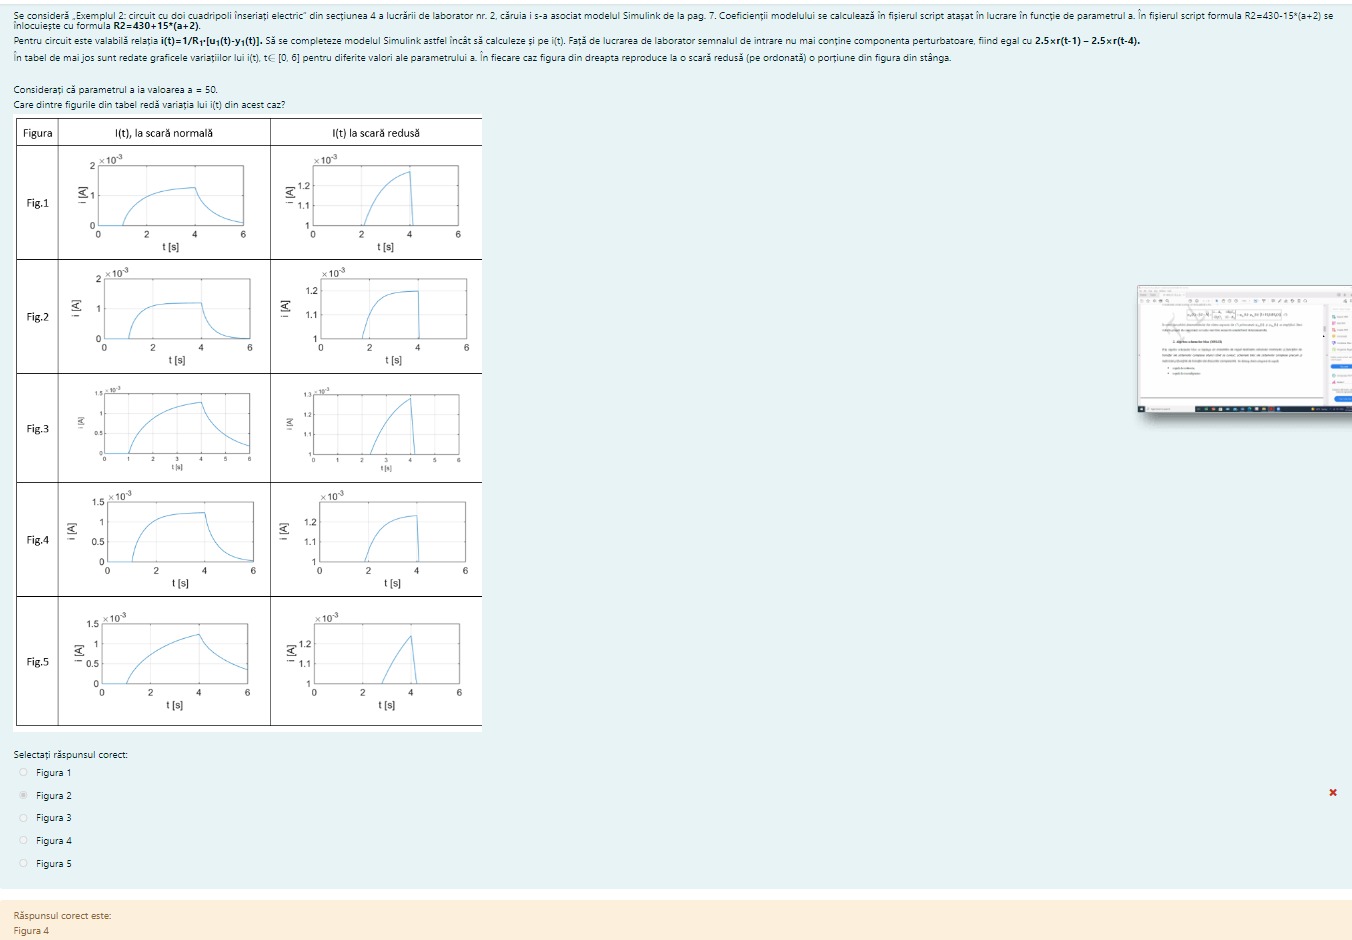 Se consideră „Exemplul 2: circuit cu doi cuadripoli înseriați electric” din secțiunea 4 a lucrării de laborator nr. 2, căruia i s-a asociat modelul Simulink de la pag. 7. Coeficienții modelului se calculează în fișierul script atașat în lucrare în funcție de parametrul a. În fișierul script formula R2=430-15*(a+2) se
înlocuiește cu formula R2=430+15*(a+2).
Pentru circuit este valabilă relația i(t)=1/R₁·[u₁(t)-y₁(t)]. Să se completeze modelul Simulink astfel încât să calculeze și pe i(t). Față de lucrarea de laborator semnalul de intrare nu mai conține componenta perturbatoare, fiind egal cu 2.5×r(t-1) – 2.5×r(t-4).
În tabel de mai jos sunt redate graficele variațiilor lui i(t), t∈ [0, 6] pentru diferite valori ale parametrului a. În fiecare caz figura din dreapta reproduce la o scară redusă (pe ordonată) o porțiune din figura din stânga.
Considerați că parametrul a ia valoarea a = 50.
Care dintre figurile din tabel redă variația lui i(t) din acest caz?
Figura I(t), la scară normală I(t) la scară redusă
Fig.1
×10⁻³ ×10⁻³
2
1.2
i [A] 1 i [A] 1.1
0 1
0 2 4 6 0 2 4 6
t [s] t [s]
Fig.2
×10⁻³ ×10⁻³
2
1.2
i [A] 1 i [A] 1.1
0 1
0 2 4 6 0 2 4 6
t [s] t [s]
Fig.3
1.5 ×10⁻³ 1.3 ×10⁻³
1 1.2
i [A] 0.5 i [A] 1.1
0 1
0 1 2 3 4 5 6 0 1 2 3 4 5 6
t [s] t [s]
Fig.4
1.5 ×10⁻³ ×10⁻³
1 1.2
i [A] 0.5 i [A] 1.1
0 1
0 2 4 6 0 2 4 6
t [s] t [s]
Fig.5
1.5 ×10⁻³ ×10⁻³
1 1.2
i [A] 0.5 i [A] 1.1
0 1
0 2 4 6 0 2 4 6
t [s] t [s]
Selectați răspunsul corect:
Figura 1
Figura 2
Figura 3
Figura 4
Figura 5
Răspunsul corect este:
Figura 4